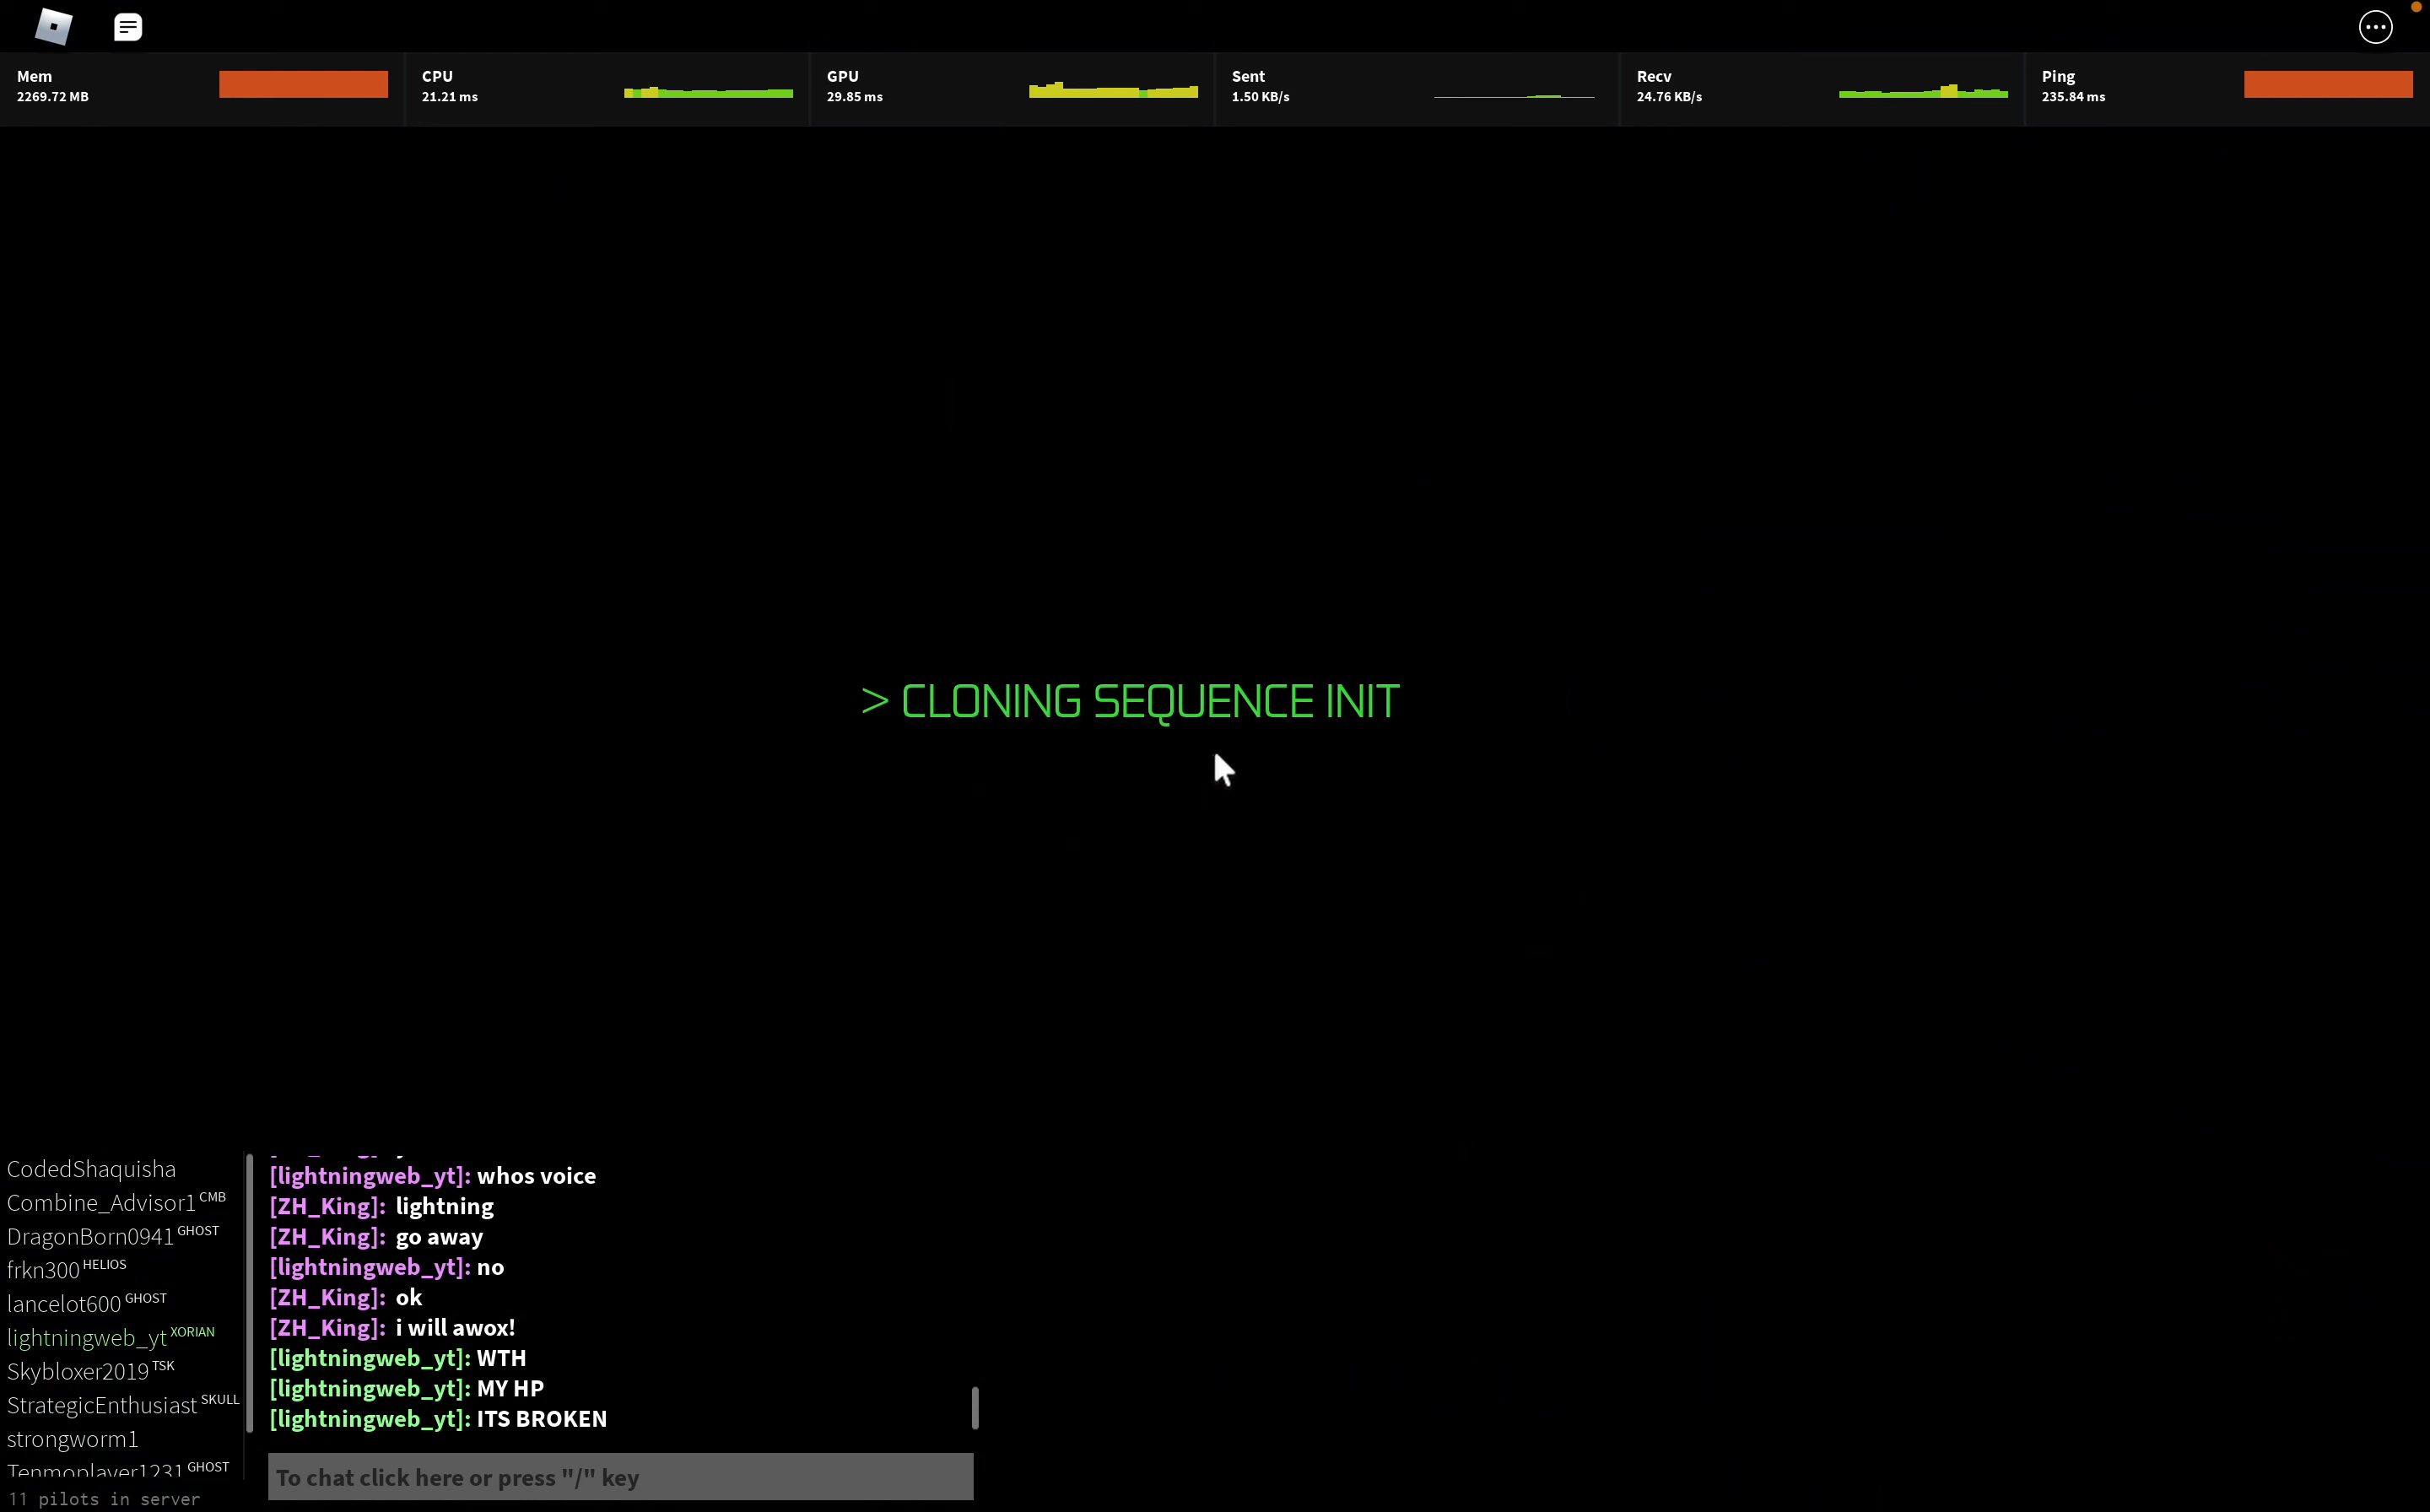 Mem CPU GPU Sent Recv Ping
2269.72 MB 21.21 ms 29.85 ms 1.50 KB/s 24.76 KB/s 235.84 ms
> CLONING SEQUENCE INIT
CodedShaquisha
Combine_Advisor1 CMB
DragonBorn0941 GHOST
frkn300 HELIOS
lancelot600 GHOST
lightningweb_yt XORIAN
Skybloxer2019 TSK
StrategicEnthusiast SKULL
strongworm1
Tenmoplayer1231 GHOST
11 pilots in server
[lightningweb_yt]: whos voice
[ZH_King]: lightning
[ZH_King]: go away
[lightningweb_yt]: no
[ZH_King]: ok
[ZH_King]: i will awox!
[lightningweb_yt]: WTH
[lightningweb_yt]: MY HP
[lightningweb_yt]: ITS BROKEN
To chat click here or press "/" key